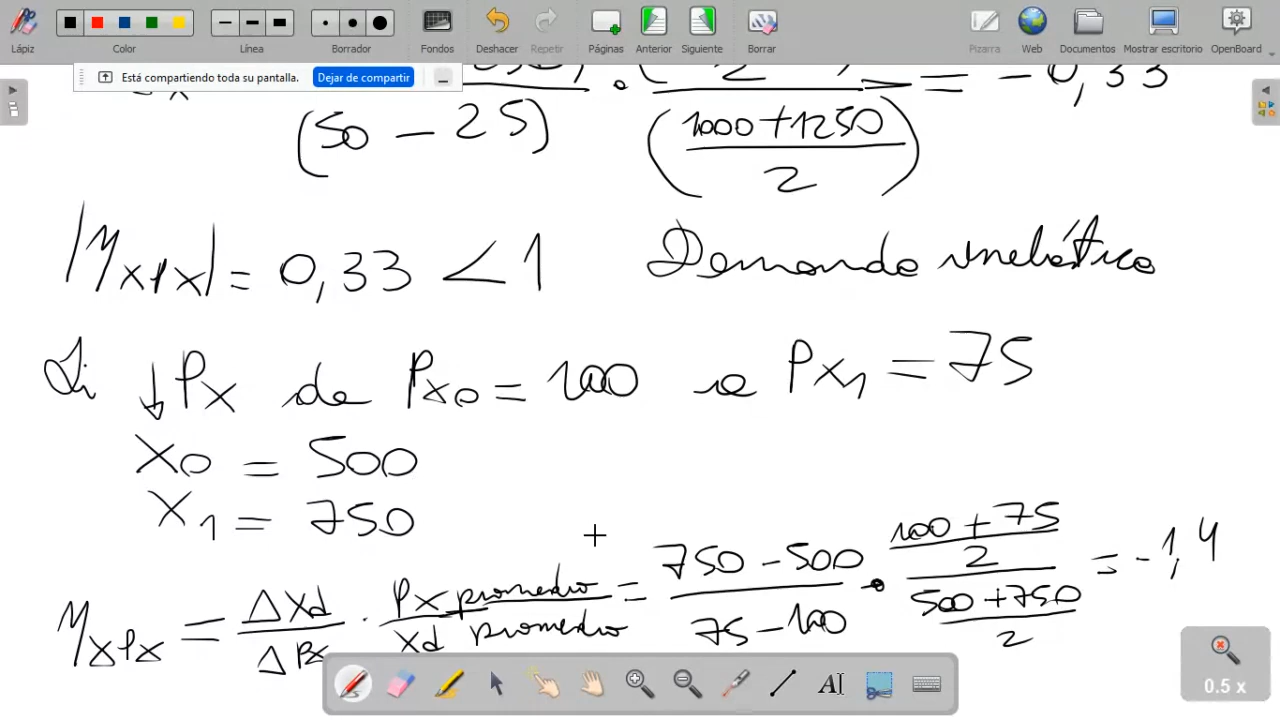 Lápiz Color Línea Borrador Fondos Deshacer Repetir Páginas Anterior Siguiente Borrar Pizarra Web Documentos Mostrar escritorio OpenBoard
Está compartiendo toda su pantalla. Dejar de compartir
(50 - 25) · (1000+1250 / 2) = - 0,33
|η x Px| = 0,33 < 1 Demanda inelástica
Si ↓ Px de Px0 = 100 a Px1 = 75
X0 = 500
X1 = 750
η x Px = ΔXd / ΔPx · Px promedio / Xd promedio = 750 - 500 / 75 - 100 · (100 + 75 / 2) / (500 + 750 / 2) = - 1,4
0.5 x